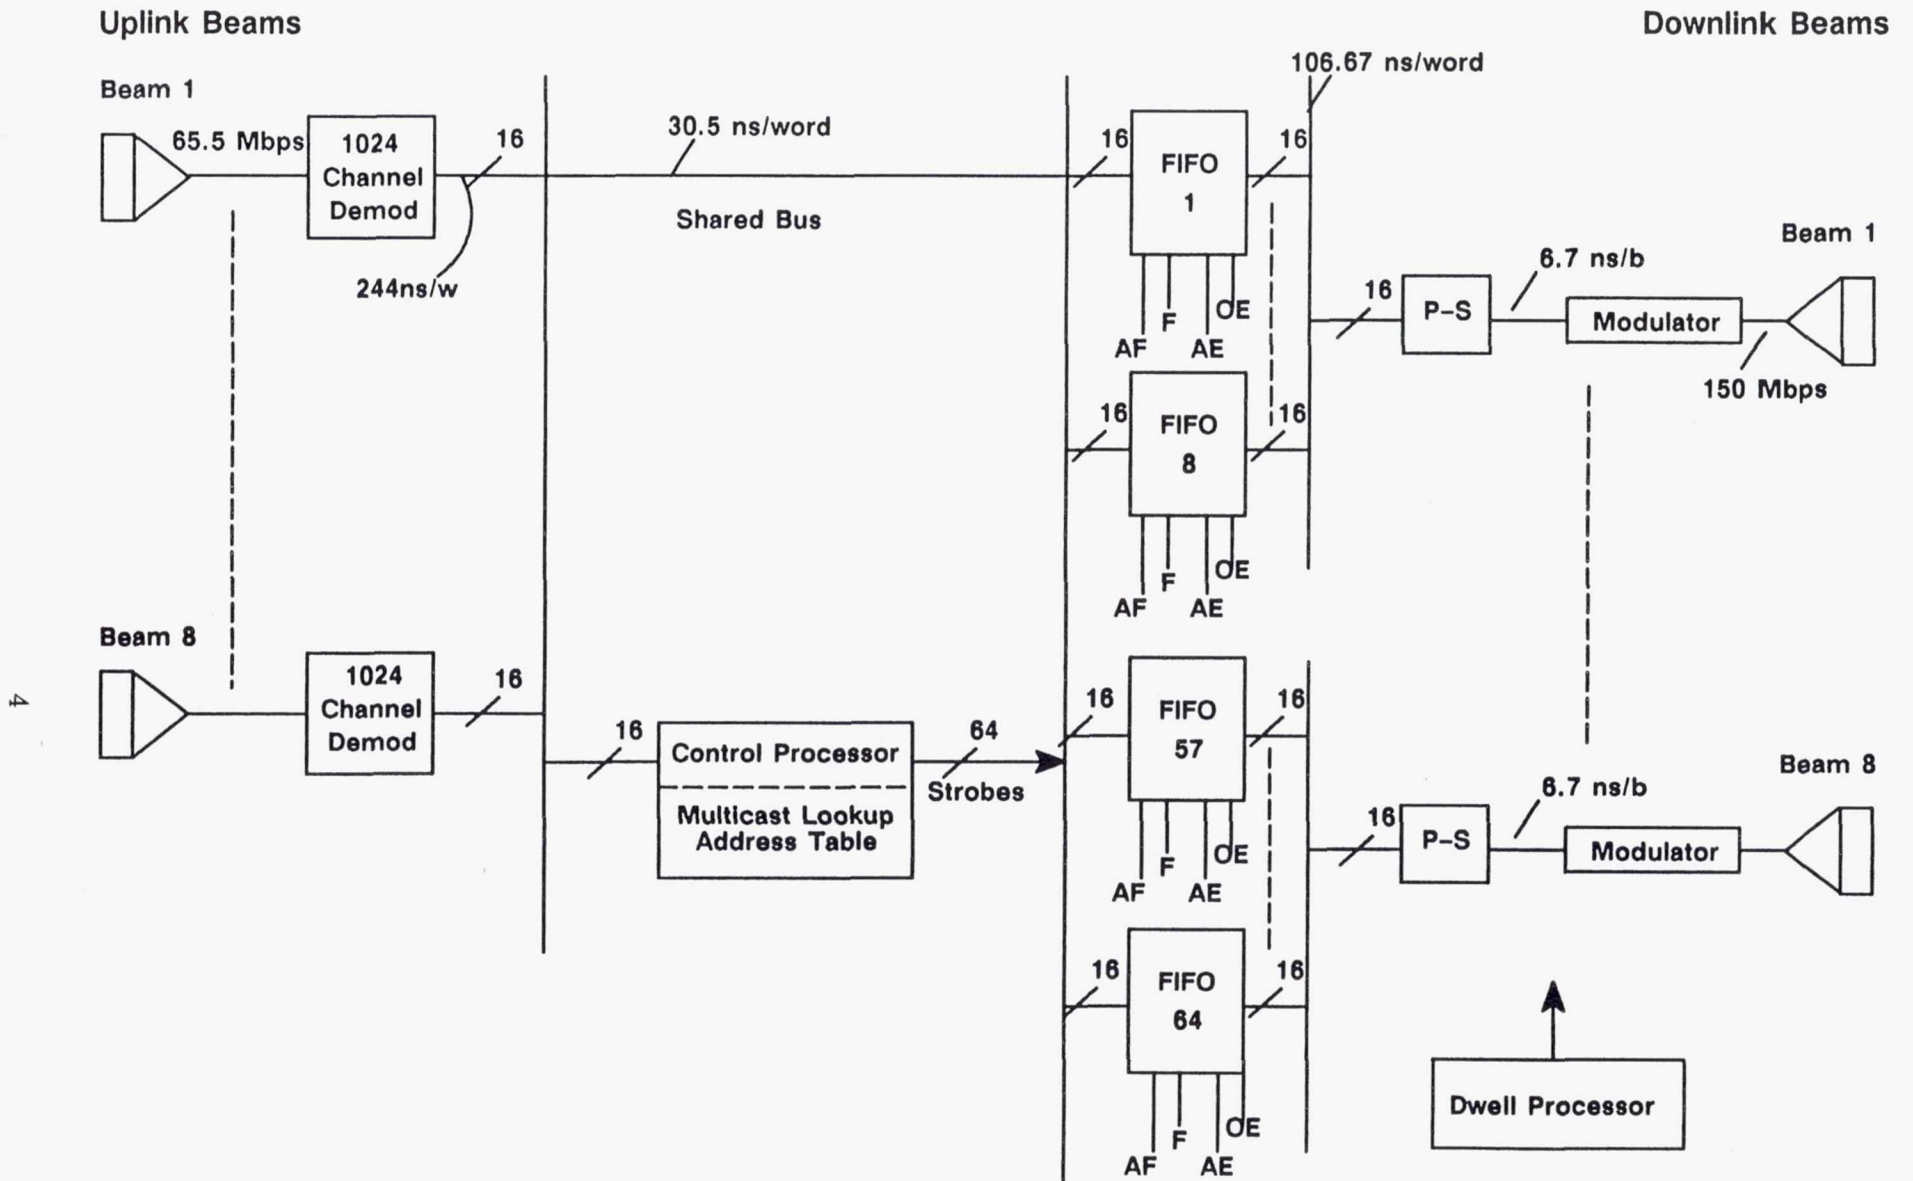 Uplink Beams
Downlink Beams
Beam 1
65.5 Mbps
1024
Channel
Demod
16
244ns/w
30.5 ns/word
Shared Bus
106.67 ns/word
16
FIFO
1
16
AF
F
AE
OE
16
FIFO
8
16
AF
F
AE
OE
Beam 1
16
P-S
6.7 ns/b
Modulator
150 Mbps
Beam 8
1024
Channel
Demod
16
16
Control Processor
Multicast Lookup
Address Table
64
Strobes
16
FIFO
57
16
AF
F
AE
OE
16
FIFO
64
16
AF
F
AE
OE
Beam 8
16
P-S
6.7 ns/b
Modulator
Dwell Processor
4